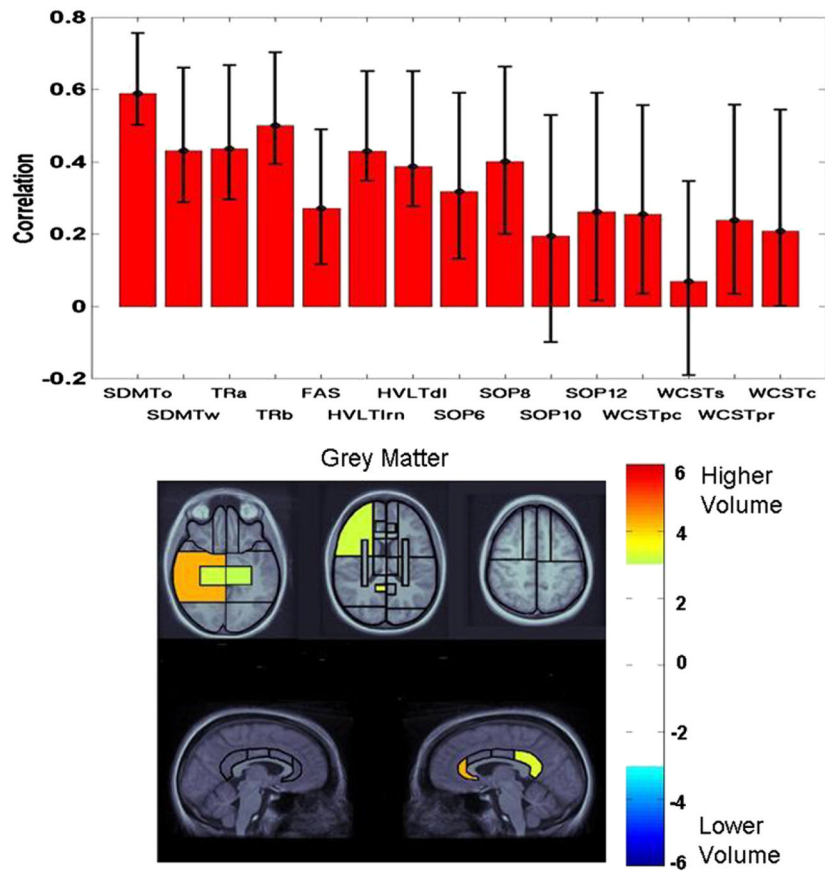 0.8
0.6
0.4
0.2
0
-0.2
Correlation
SDMTo TRa FAS HVLTdl SOP8 SOP12 WCSTs WCSTc
SDMTw TRb HVLTlrn SOP6 SOP10 WCSTpc WCSTpr
Grey Matter
6
4
2
0
-2
-4
-6
Higher
Volume
Lower
Volume